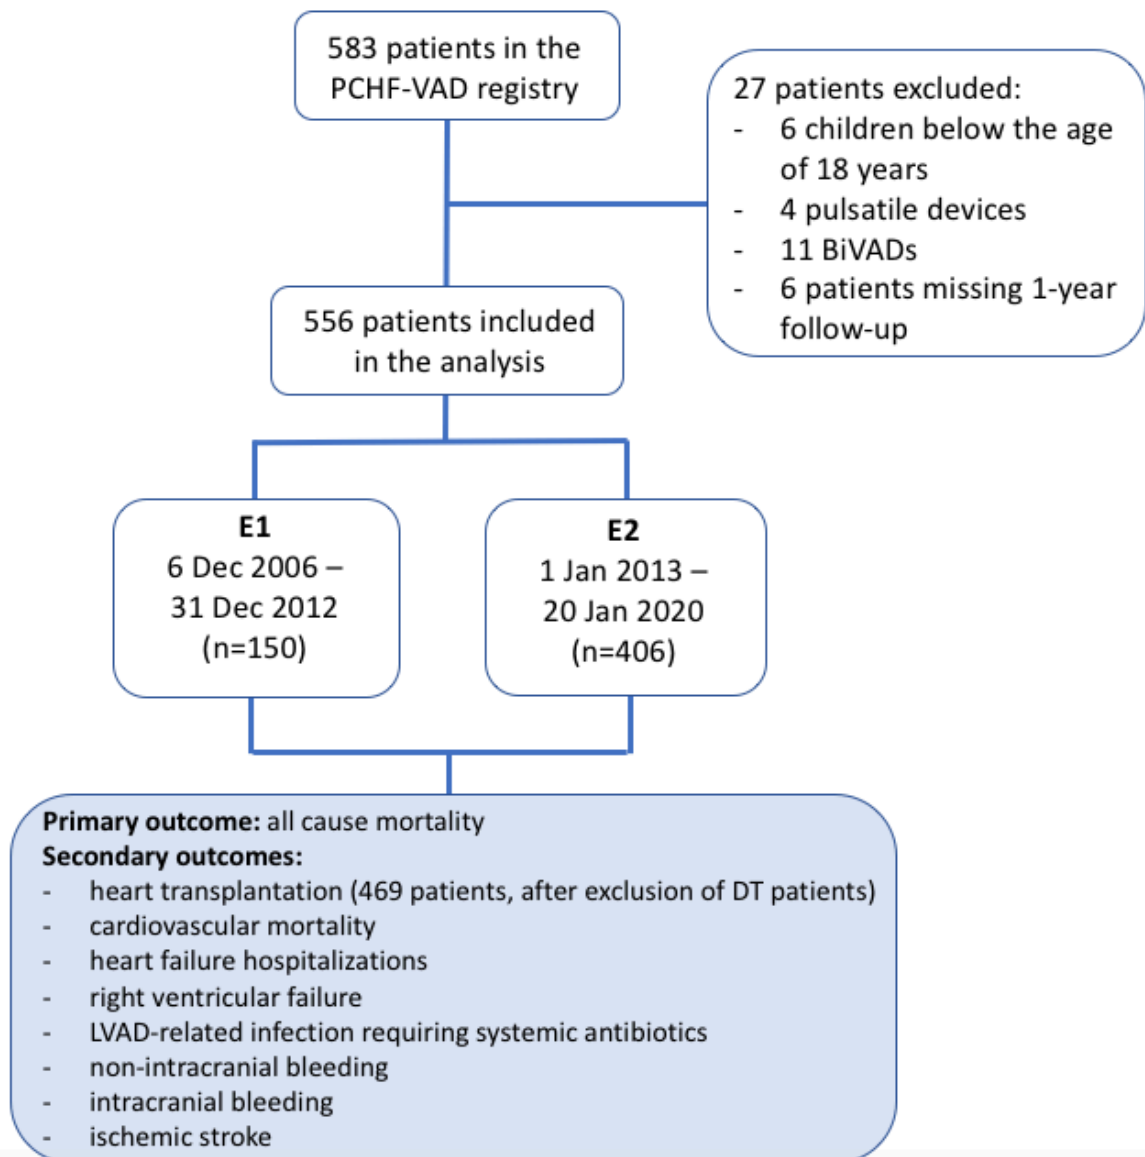 583 patients in the
PCHF-VAD registry
27 patients excluded:
- 6 children below the age
of 18 years
- 4 pulsatile devices
- 11 BiVADs
- 6 patients missing 1-year
follow-up
556 patients included
in the analysis
E1
6 Dec 2006 –
31 Dec 2012
(n=150)
E2
1 Jan 2013 –
20 Jan 2020
(n=406)
Primary outcome: all cause mortality
Secondary outcomes:
- heart transplantation (469 patients, after exclusion of DT patients)
- cardiovascular mortality
- heart failure hospitalizations
- right ventricular failure
- LVAD-related infection requiring systemic antibiotics
- non-intracranial bleeding
- intracranial bleeding
- ischemic stroke